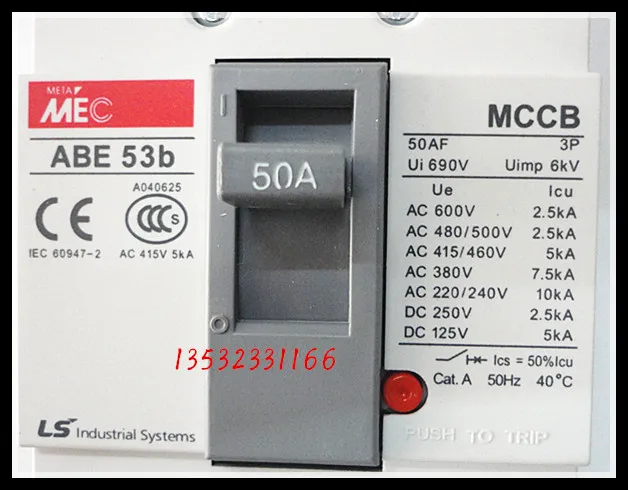 META
MEC
ABE 53b
A040625
CE
CCC
IEC 60947-2
AC 415V 5kA
LS Industrial Systems
I
50A
O
13532331166
MCCB
50AF 3P
Ui 690V Uimp 6kV
Ue Icu
AC 600V 2.5kA
AC 480/500V 2.5kA
AC 415/460V 5kA
AC 380V 7.5kA
AC 220/240V 10kA
DC 250V 2.5kA
DC 125V 5kA
Ics = 50%Icu
Cat. A 50Hz 40°C
PUSH TO TRIP